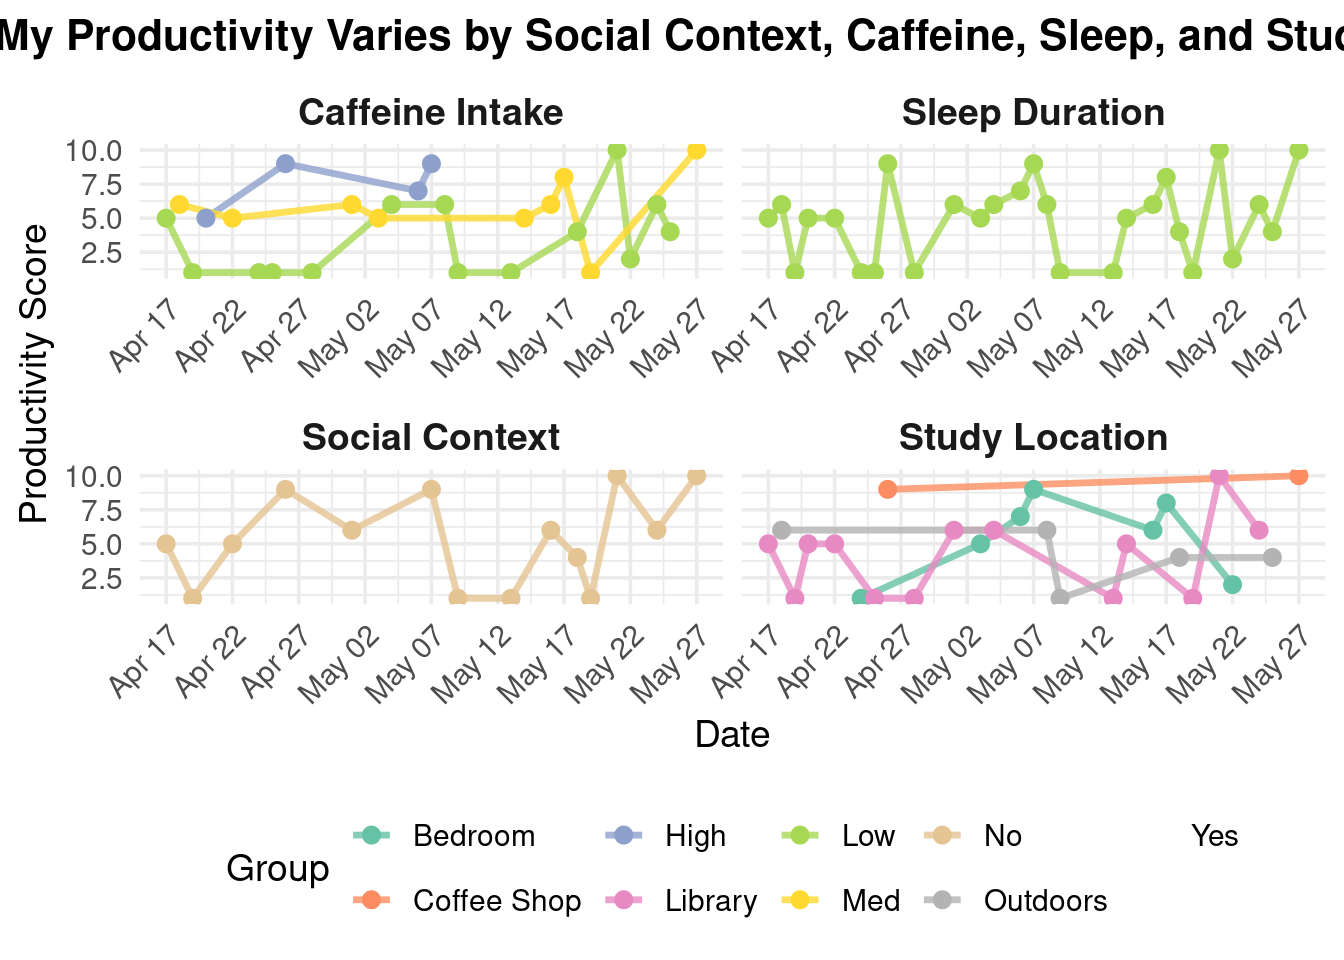 My Productivity Varies by Social Context, Caffeine, Sleep, and
Caffeine Intake
Sleep Duration
10.0
7.5
5.0
2.5
Apr 17 Apr 22 Apr 27 May 02 May 07 May 12 May 17 May 22 May 27
Apr 17 Apr 22 Apr 27 May 02 May 07 May 12 May 17 May 22 May 27
Productivity Score
Social Context
Study Location
10.0
7.5
5.0
2.5
Apr 17 Apr 22 Apr 27 May 02 May 07 May 12 May 17 May 22 May 27
Apr 17 Apr 22 Apr 27 May 02 May 07 May 12 May 17 May 22 May 27
Date
Group
Bedroom High Low No Yes
Coffee Shop Library Med Outdoors